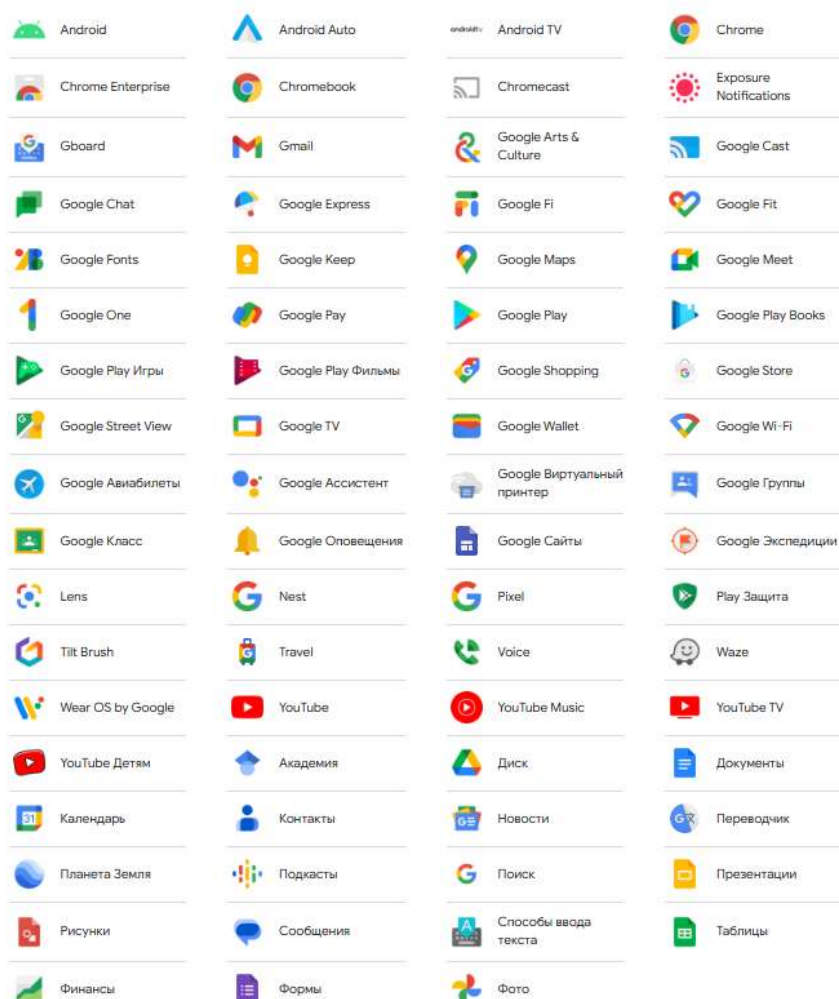 Android
Android Auto
androidtv
Android TV
Chrome
Chrome Enterprise
Chromebook
Chromecast
Exposure
Notifications
Gboard
Gmail
Google Arts &
Culture
Google Cast
Google Chat
Google Express
Google Fi
Google Fit
Google Fonts
Google Keep
Google Maps
Google Meet
Google One
Google Pay
Google Play
Google Play Books
Google Play Игры
Google Play Фильмы
Google Shopping
Google Store
Google Street View
Google TV
Google Wallet
Google Wi-Fi
Google Авиабилеты
Google Ассистент
Google Виртуальный
принтер
Google Группы
Google Класс
Google Оповещения
Google Сайты
Google Экспедиции
Lens
Nest
Pixel
Play Защита
Tilt Brush
Travel
Voice
Waze
Wear OS by Google
YouTube
YouTube Music
YouTube TV
YouTube Детям
Академия
Диск
Документы
31
Календарь
Контакты
Новости
Переводчик
Планета Земля
Подкасты
Поиск
Презентации
Рисунки
Сообщения
Способы ввода
текста
Таблицы
Финансы
Формы
Фото